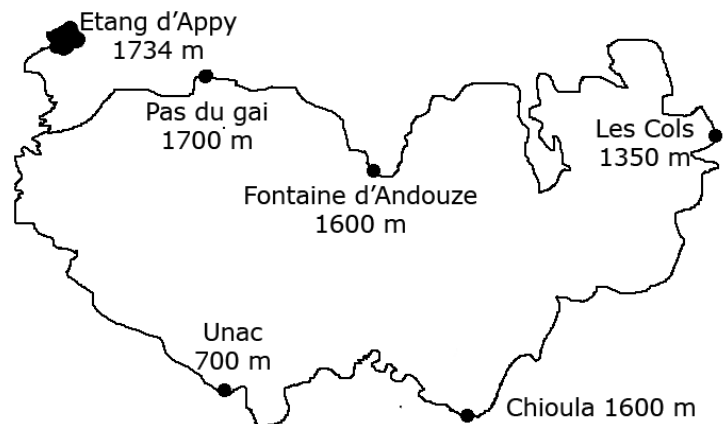 Etang d'Appy
1734 m
Pas du gai
1700 m
Les Cols
1350 m
Fontaine d'Andouze
1600 m
Unac
700 m
Chioula 1600 m